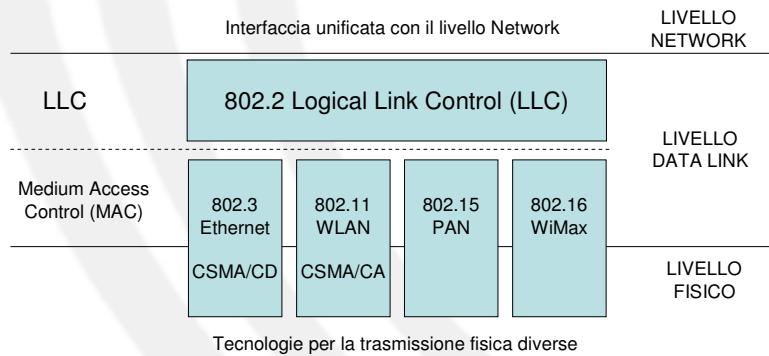 Interfaccia unificata con il livello Network
LIVELLO
NETWORK
LLC
802.2 Logical Link Control (LLC)
LIVELLO
DATA LINK
Medium Access
Control (MAC)
802.3
Ethernet
CSMA/CD
802.11
WLAN
CSMA/CA
802.15
PAN
802.16
WiMax
LIVELLO
FISICO
Tecnologie per la trasmissione fisica diverse